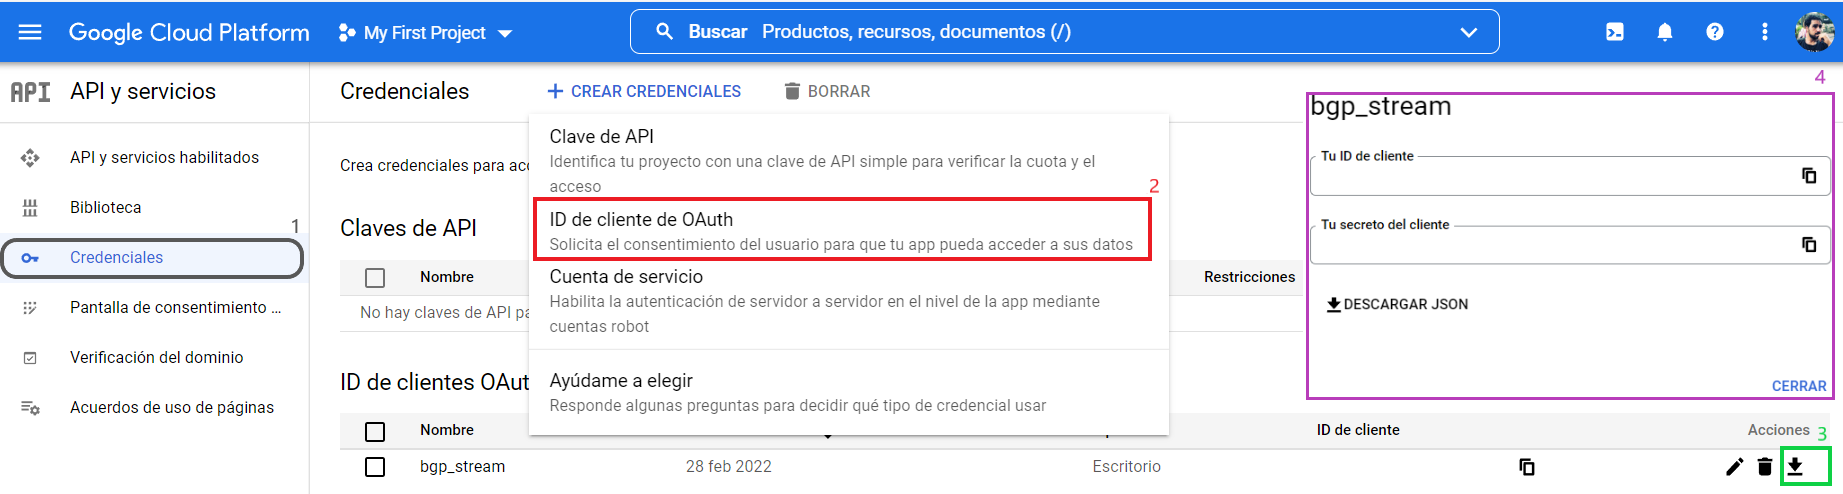 Google Cloud Platform
My First Project
Buscar Productos, recursos, documentos (/)
API
API y servicios
API y servicios habilitados
Biblioteca
1
Credenciales
Pantalla de consentimiento ...
Verificación del dominio
Acuerdos de uso de páginas
Credenciales
CREAR CREDENCIALES
BORRAR
Crea credenciales para acc
Clave de API
Identifica tu proyecto con una clave de API simple para verificar la cuota y el
acceso
2
ID de cliente de OAuth
Solicita el consentimiento del usuario para que tu app pueda acceder a sus datos
Cuenta de servicio
Habilita la autenticación de servidor a servidor en el nivel de la app mediante
cuentas robot
Ayúdame a elegir
Responde algunas preguntas para decidir qué tipo de credencial usar
Claves de API
Nombre
Restricciones
No hay claves de API pa
ID de clientes OAut
Nombre
ID de cliente
Acciones
3
bgp_stream
28 feb 2022
Escritorio
4
bgp_stream
Tu ID de cliente
Tu secreto del cliente
DESCARGAR JSON
CERRAR